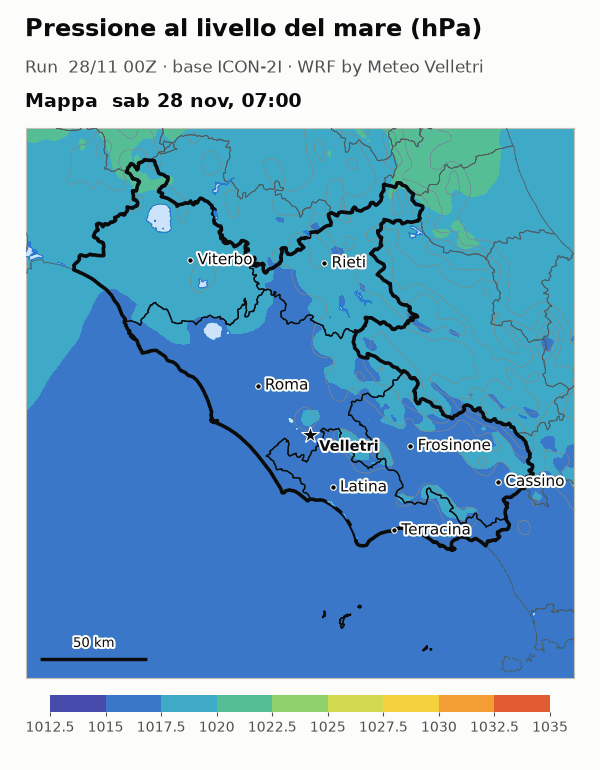 Pressione al livello del mare (hPa)
Run  28/11 00Z · base ICON-2I · WRF by Meteo Velletri
Mappa  sab 28 nov, 07:00
Viterbo
Rieti
Roma
Velletri
Frosinone
Latina
Cassino
Terracina
50 km
1012.5 1015 1017.5 1020 1022.5 1025 1027.5 1030 1032.5 1035